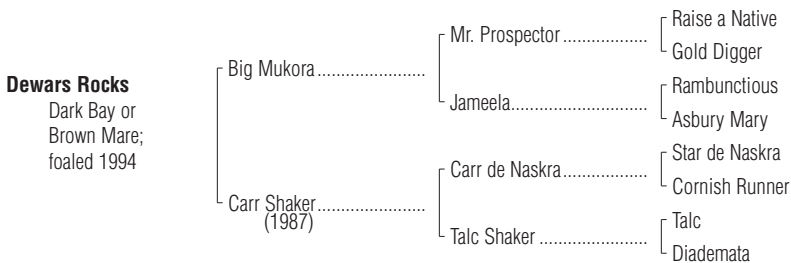 Dewars Rocks
Dark Bay or
Brown Mare;
foaled 1994
Big Mukora........................
Carr Shaker........................
(1987)
Mr. Prospector...................
Jameela..............................
Carr de Naskra...................
Talc Shaker ........................
Raise a Native
Gold Digger
Rambunctious
Asbury Mary
Star de Naskra
Cornish Runner
Talc
Diademata